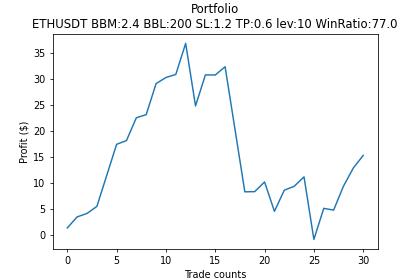 Portfolio
ETHUSDT BBM:2.4 BBL:200 SL:1.2 TP:0.6 lev:10 WinRatio:77.0
35
30
25
20
15
10
5
0
Profit ($)
0 5 10 15 20 25 30
Trade counts